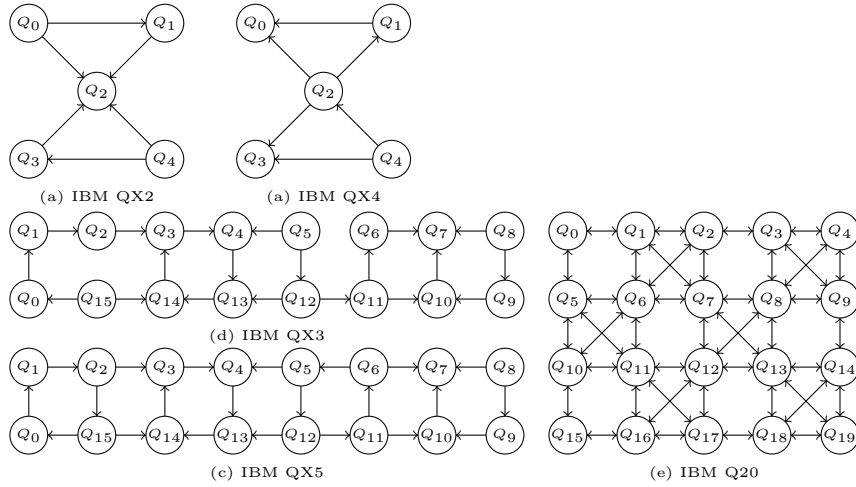 Q0 Q1 Q0 Q1
Q2 Q2
Q3 Q4 Q3 Q4
(a) IBM QX2 (a) IBM QX4
Q1 Q2 Q3 Q4 Q5 Q6 Q7 Q8
Q0 Q15 Q14 Q13 Q12 Q11 Q10 Q9
(d) IBM QX3
Q1 Q2 Q3 Q4 Q5 Q6 Q7 Q8
Q0 Q15 Q14 Q13 Q12 Q11 Q10 Q9
(c) IBM QX5
Q0 Q1 Q2 Q3 Q4
Q5 Q6 Q7 Q8 Q9
Q10 Q11 Q12 Q13 Q14
Q15 Q16 Q17 Q18 Q19
(e) IBM Q20